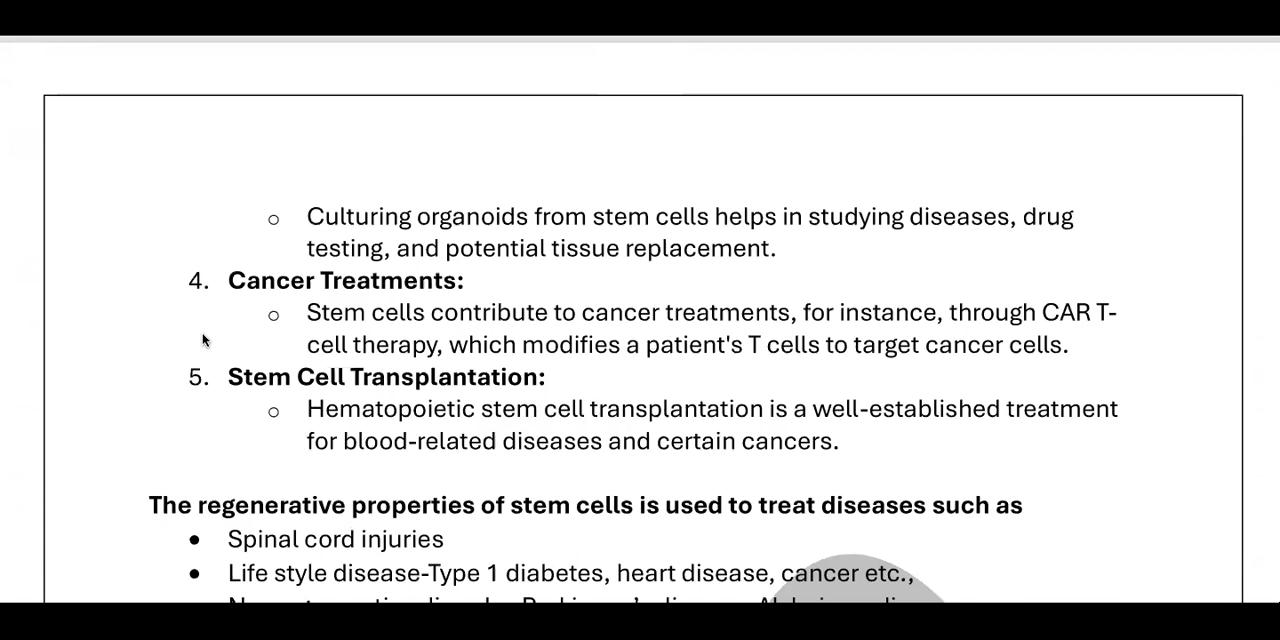 ○ Culturing organoids from stem cells helps in studying diseases, drug
testing, and potential tissue replacement.
4. Cancer Treatments:
○ Stem cells contribute to cancer treatments, for instance, through CAR T-
cell therapy, which modifies a patient's T cells to target cancer cells.
5. Stem Cell Transplantation:
○ Hematopoietic stem cell transplantation is a well-established treatment
for blood-related diseases and certain cancers.
The regenerative properties of stem cells is used to treat diseases such as
● Spinal cord injuries
● Life style disease-Type 1 diabetes, heart disease, cancer etc.,